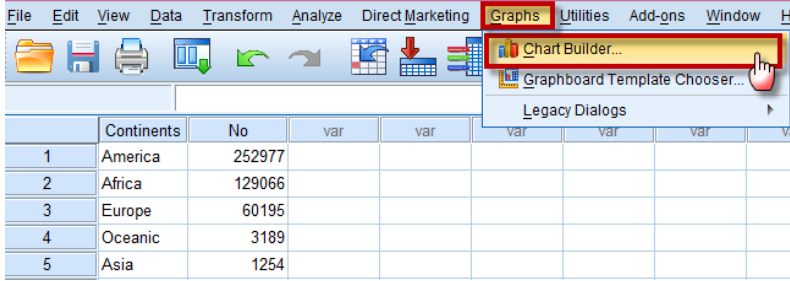 File Edit View Data Transform Analyze Direct Marketing Graphs Utilities Add-ons Window H
Chart Builder...
Graphboard Template Chooser...
Legacy Dialogs
Continents No var var var var var
1 America 252977
2 Africa 129066
3 Europe 60195
4 Oceanic 3189
5 Asia 1254